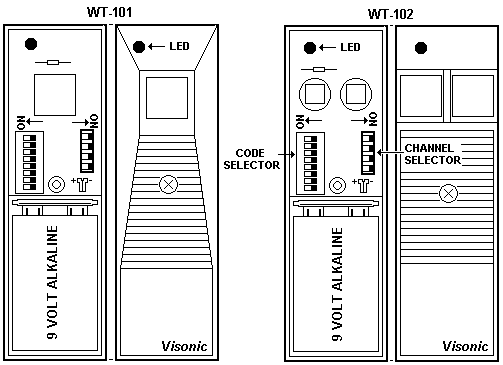 WT-101
WT-102
LED
LED
ON
ON
ON
ON
CODE
SELECTOR
CHANNEL
SELECTOR
+ -
+ -
9 VOLT ALKALINE
9 VOLT ALKALINE
Visonic
Visonic